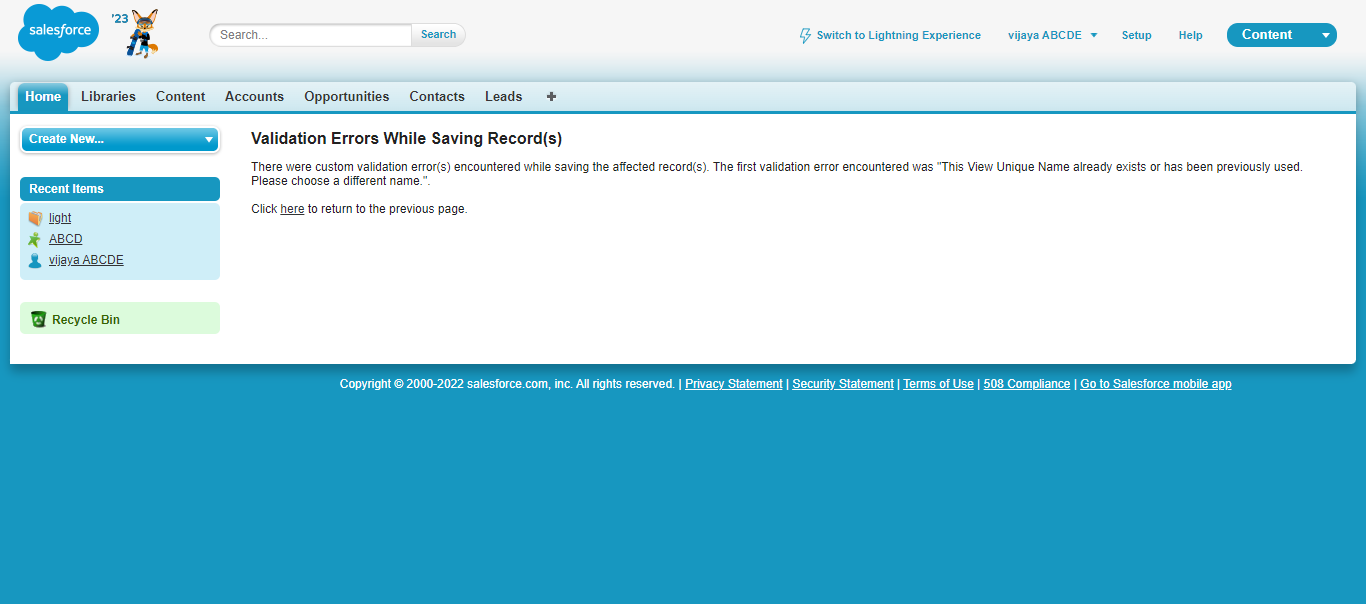 salesforce
'23
Search...
Search
Switch to Lightning Experience
vijaya ABCDE
Setup
Help
Content
Home
Libraries
Content
Accounts
Opportunities
Contacts
Leads
Create New...
Recent Items
light
ABCD
vijaya ABCDE
Recycle Bin
Validation Errors While Saving Record(s)
There were custom validation error(s) encountered while saving the affected record(s). The first validation error encountered was "This View Unique Name already exists or has been previously used.
Please choose a different name.".
Click here to return to the previous page.
Copyright © 2000-2022 salesforce.com, inc. All rights reserved. | Privacy Statement | Security Statement | Terms of Use | 508 Compliance | Go to Salesforce mobile app